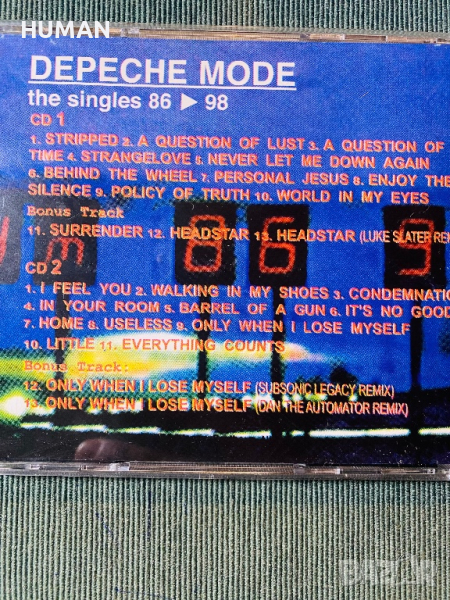 HUMAN
DEPECHE MODE
the singles 86 ▶ 98
CD 1
1. STRIPPED 2. A QUESTION OF LUST 3. A QUESTION OF
TIME 4. STRANGELOVE 5. NEVER LET ME DOWN AGAIN
6. BEHIND THE WHEEL 7. PERSONAL JESUS 8. ENJOY THE
SILENCE 9. POLICY OF TRUTH 10. WORLD IN MY EYES
Bonus Track
11. SURRENDER 12. HEADSTAR 13. HEADSTAR (LUKE SLATER REM
m 86 9
CD 2
1. I FEEL YOU 2. WALKING IN MY SHOES 3. CONDEMNATIO
4. IN YOUR ROOM 5. BARREL OF A GUN 6. IT'S NO GOOD
7. HOME 8. USELESS 9. ONLY WHEN I LOSE MYSELF
10. LITTLE 11. EVERYTHING COUNTS
Bonus Track:
12. ONLY WHEN I LOSE MYSELF (SUBSONIC LEGACY REMIX)
13. ONLY WHEN I LOSE MYSELF (DAN THE AUTOMATOR REMIX)